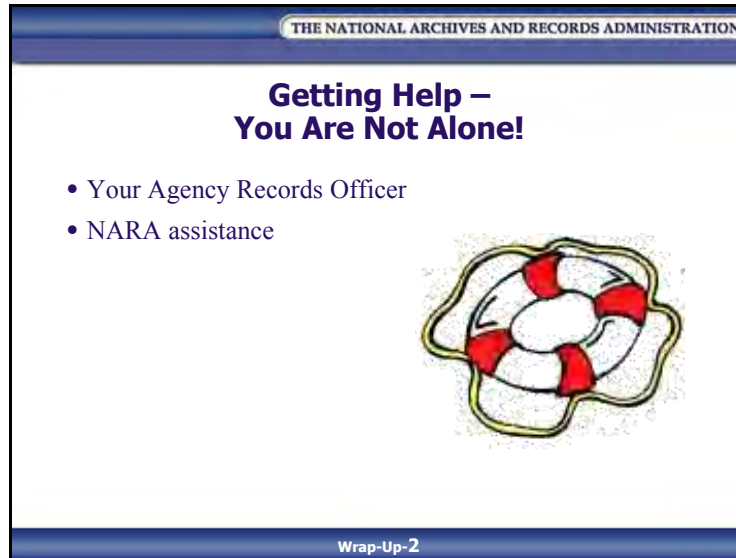 THE NATIONAL ARCHIVES AND RECORDS ADMINISTRATION
Getting Help –
You Are Not Alone!
• Your Agency Records Officer
• NARA assistance
Wrap-Up-2